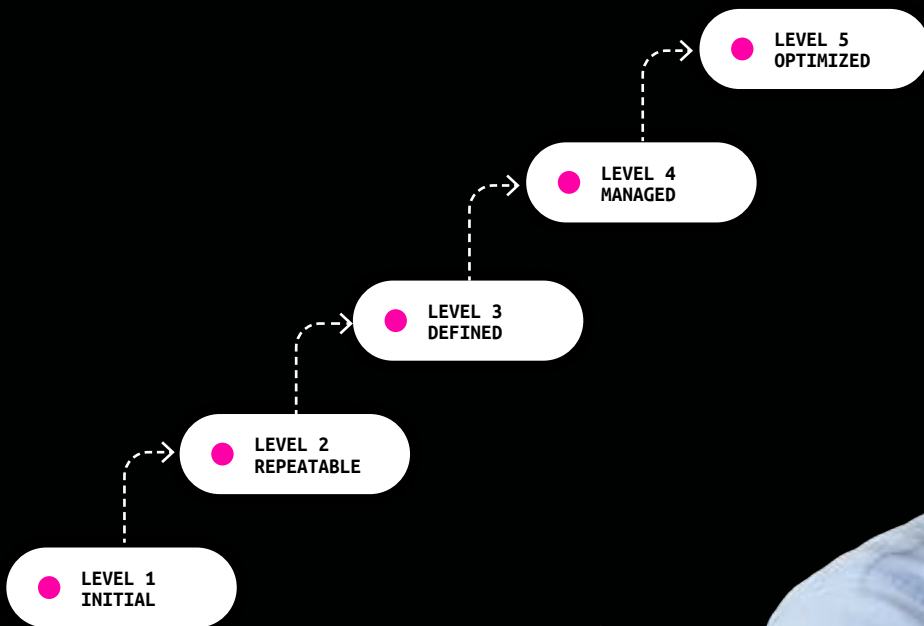 LEVEL 5
OPTIMIZED
LEVEL 4
MANAGED
LEVEL 3
DEFINED
LEVEL 2
REPEATABLE
LEVEL 1
INITIAL